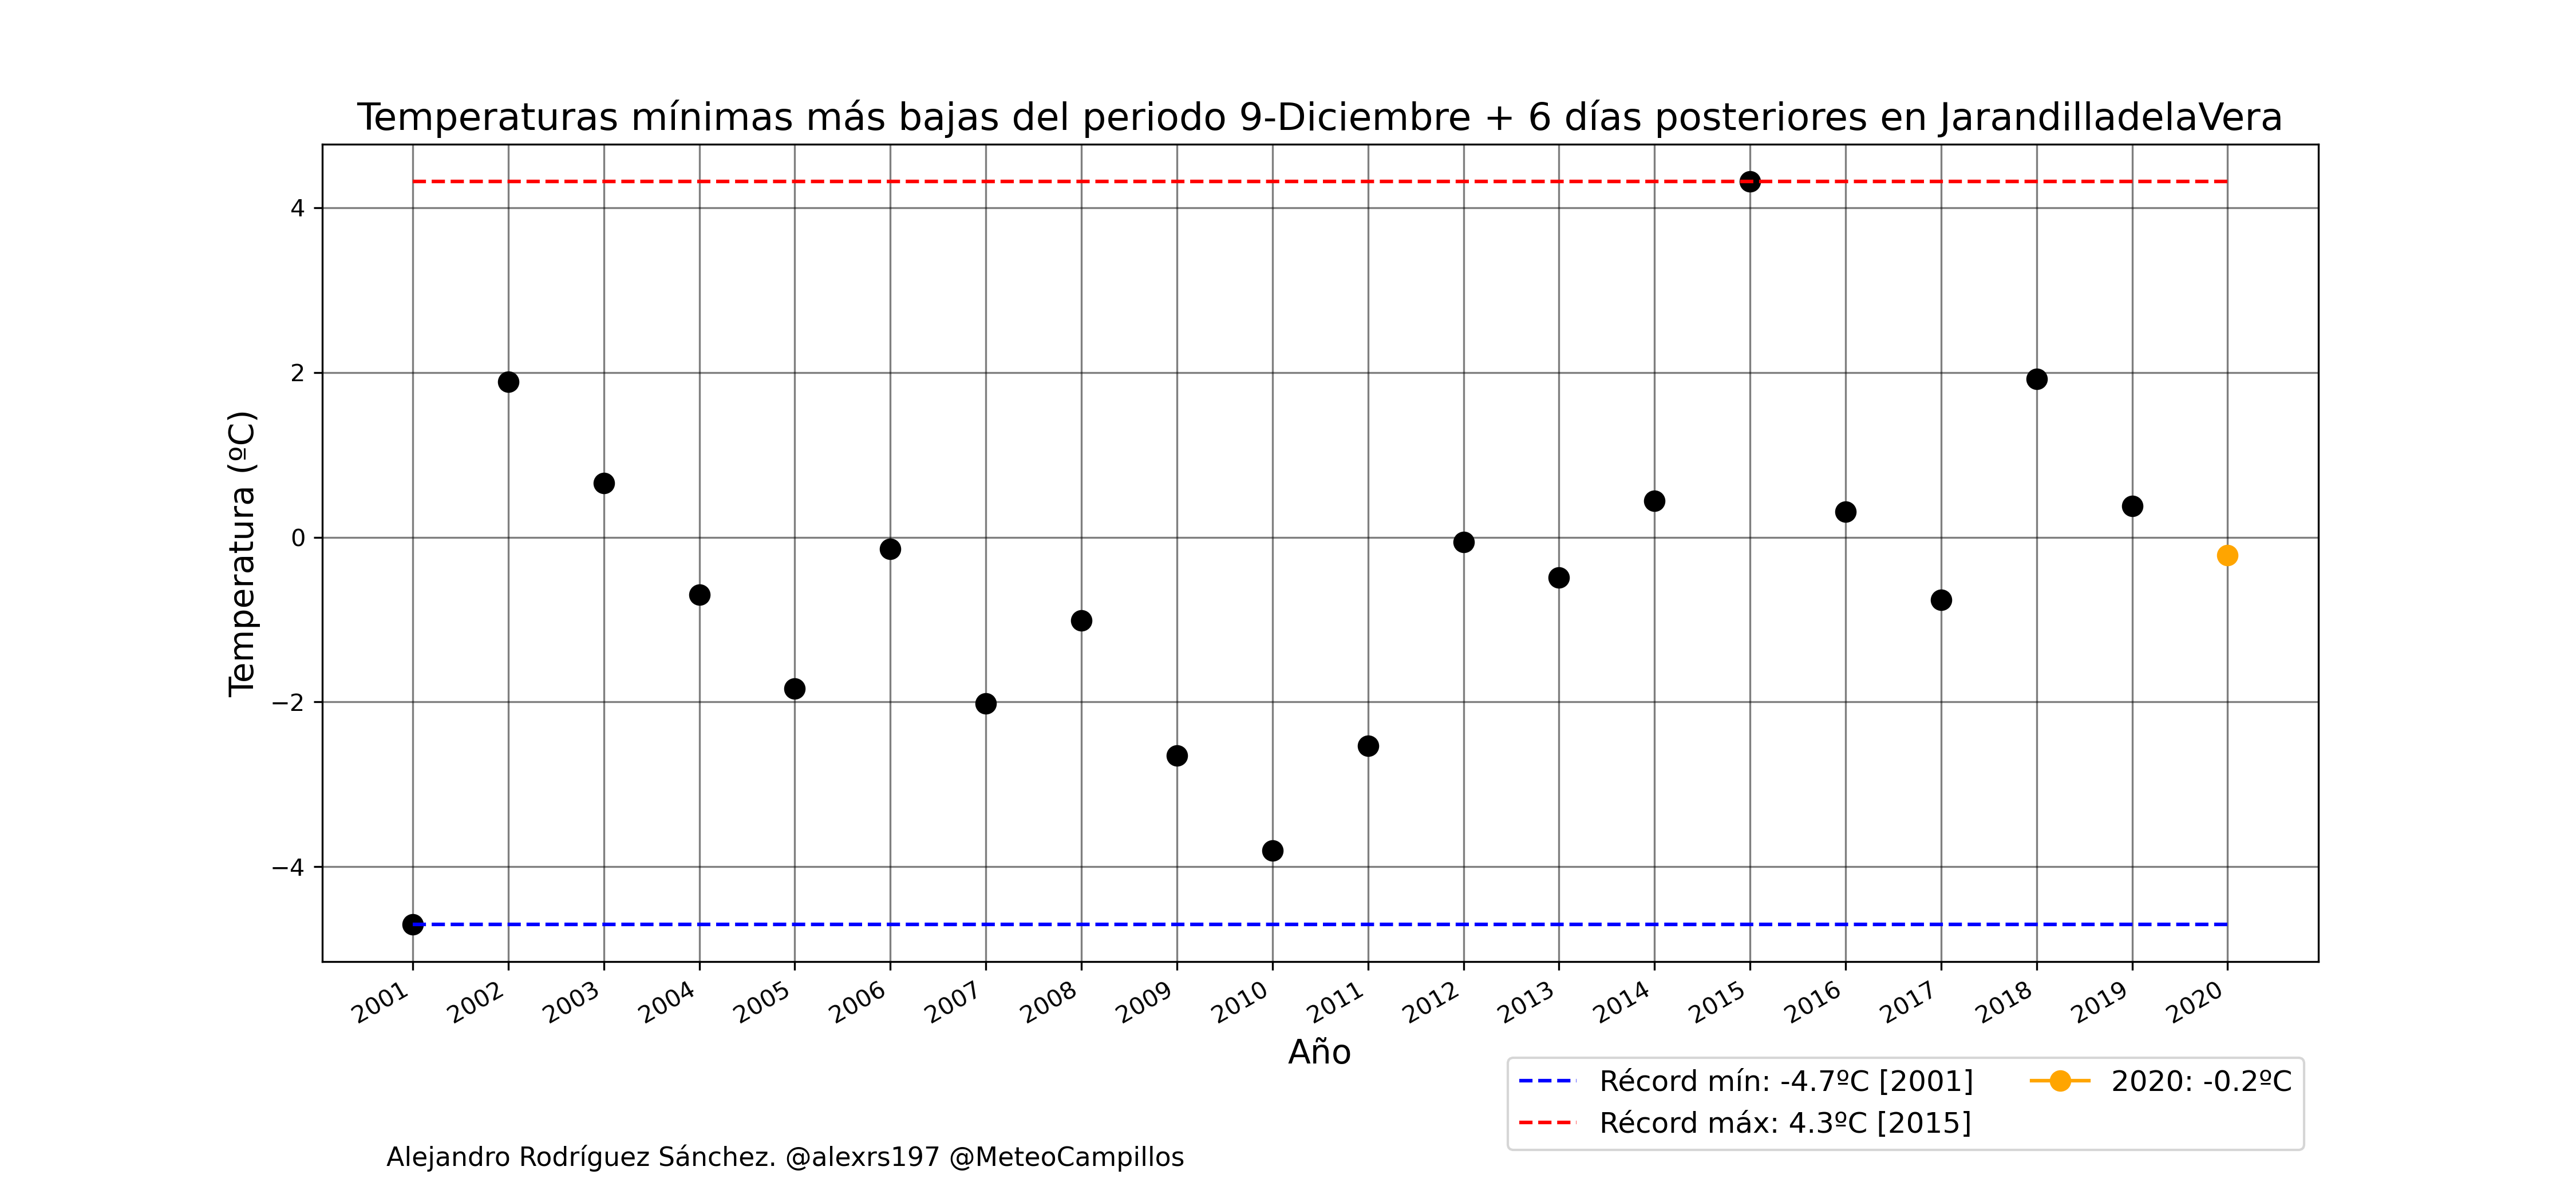 Temperaturas mínimas más bajas del periodo 9-Diciembre + 6 días posteriores en JarandilladelaVera
Temperatura (ºC)
4
2
0
−2
−4
2001 2002 2003 2004 2005 2006 2007 2008 2009 2010 2011 2012 2013 2014 2015 2016 2017 2018 2019 2020
Año
Récord mín: -4.7ºC [2001]
Récord máx: 4.3ºC [2015]
2020: -0.2ºC
Alejandro Rodríguez Sánchez. @alexrs197 @MeteoCampillos